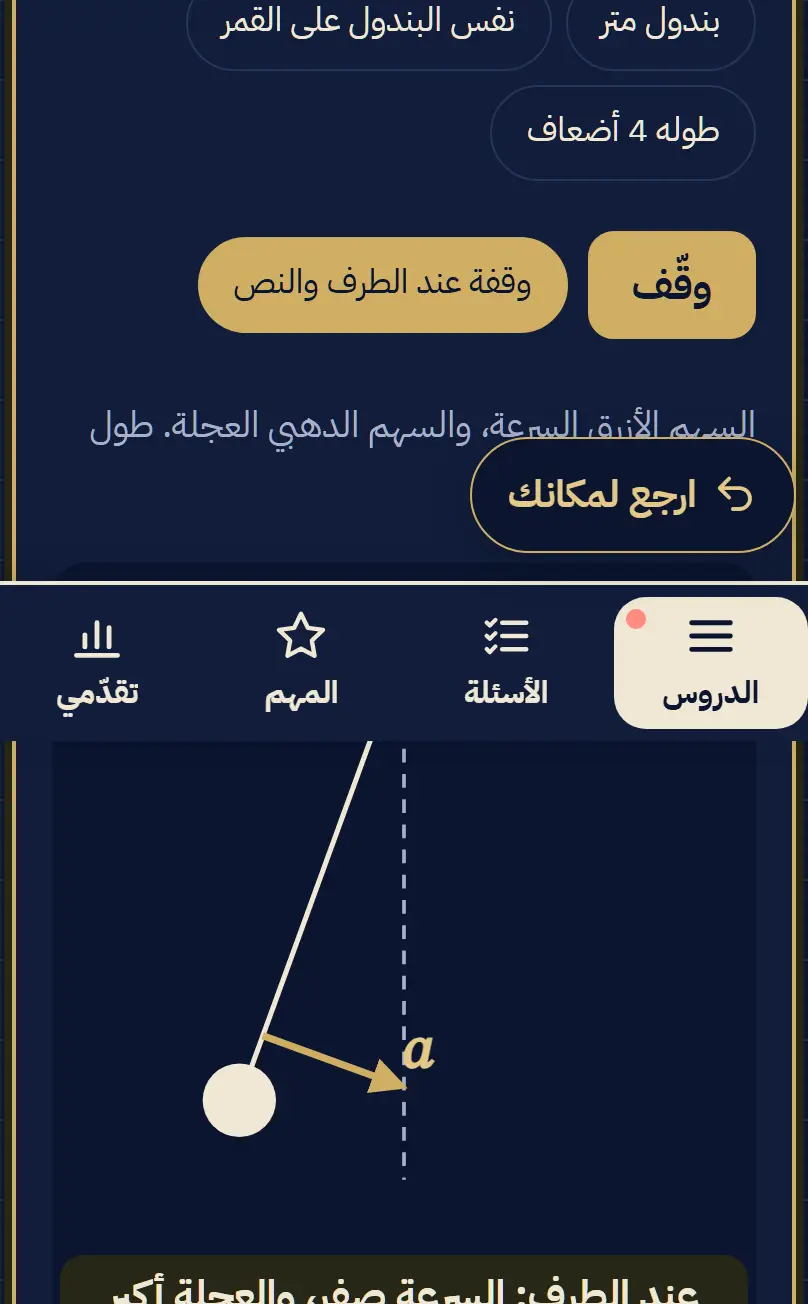 بندول متر
نفس البندول على القمر
طوله 4 أضعاف
وقّف
وقفة عند الطرف والنص
السهم الأزرق السرعة، والسهم الدهبي العجلة. طول
ارجع لمكانك
الدروس
الأسئلة
المهم
تقدّمي
a
عند الطرف: السرعة صفر، والعجلة أكبر